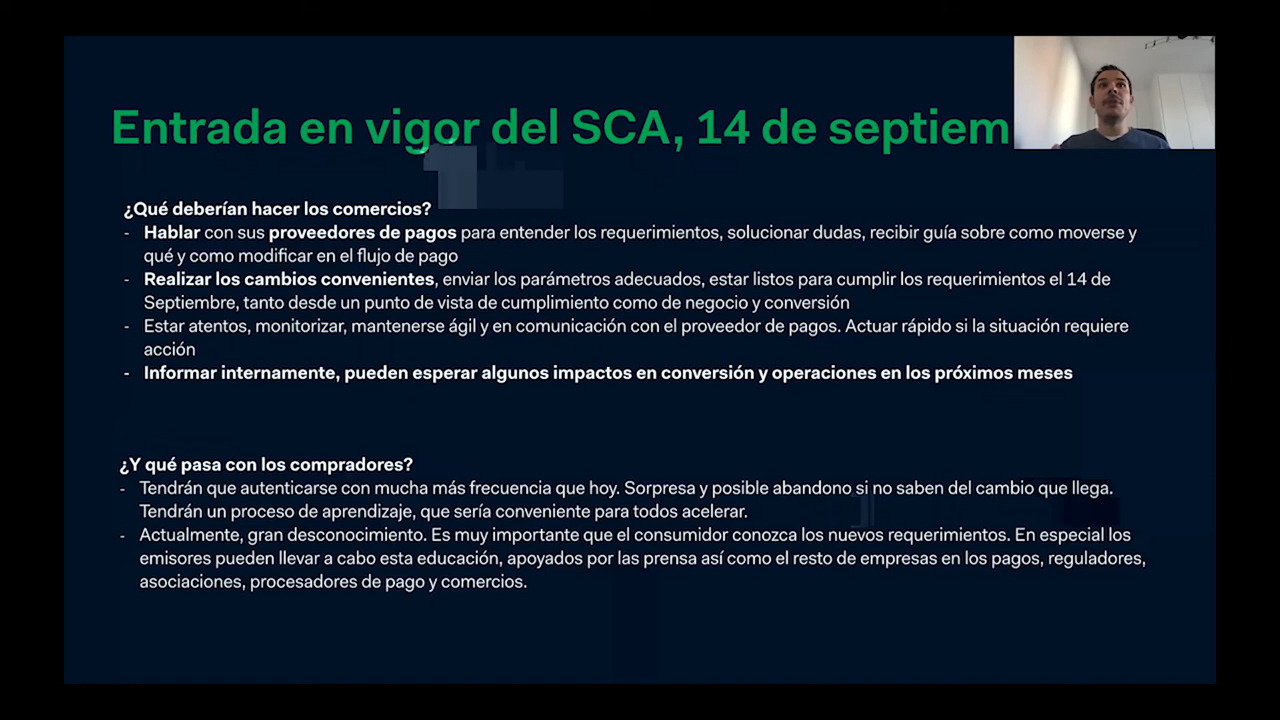 Entrada en vigor del SCA, 14 de septiem
¿Qué deberían hacer los comercios?
- Hablar con sus proveedores de pagos para entender los requerimientos, solucionar dudas, recibir guía sobre como moverse y
qué y como modificar en el flujo de pago
- Realizar los cambios convenientes, enviar los parámetros adecuados, estar listos para cumplir los requerimientos el 14 de
Septiembre, tanto desde un punto de vista de cumplimiento como de negocio y conversión
- Estar atentos, monitorizar, mantenerse ágil y en comunicación con el proveedor de pagos. Actuar rápido si la situación requiere
acción
- Informar internamente, pueden esperar algunos impactos en conversión y operaciones en los próximos meses
¿Y qué pasa con los compradores?
- Tendrán que autenticarse con mucha más frecuencia que hoy. Sorpresa y posible abandono si no saben del cambio que llega.
Tendrán un proceso de aprendizaje, que sería conveniente para todos acelerar.
- Actualmente, gran desconocimiento. Es muy importante que el consumidor conozca los nuevos requerimientos. En especial los
emisores pueden llevar a cabo esta educación, apoyados por las prensa así como el resto de empresas en los pagos, reguladores,
asociaciones, procesadores de pago y comercios.